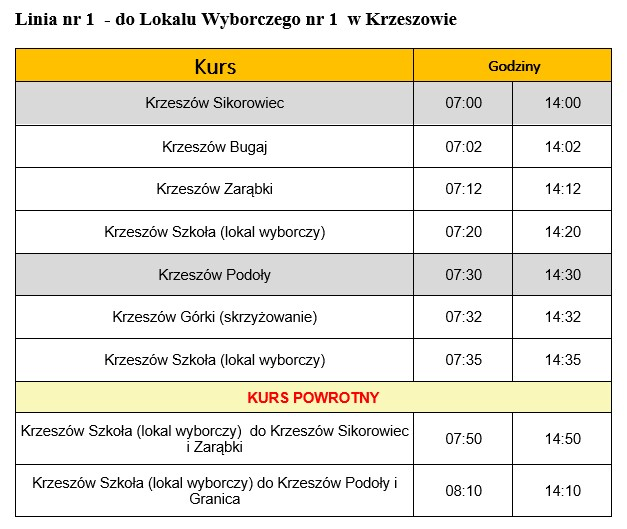 Linia nr 1 - do Lokalu Wyborczego nr 1 w Krzeszowie
Kurs Godziny
Krzeszów Sikorowiec 07:00 14:00
Krzeszów Bugaj 07:02 14:02
Krzeszów Zarąbki 07:12 14:12
Krzeszów Szkoła (lokal wyborczy) 07:20 14:20
Krzeszów Podoły 07:30 14:30
Krzeszów Górki (skrzyżowanie) 07:32 14:32
Krzeszów Szkoła (lokal wyborczy) 07:35 14:35
KURS POWROTNY
Krzeszów Szkoła (lokal wyborczy) do Krzeszów Sikorowiec
i Zarąbki 07:50 14:50
Krzeszów Szkoła (lokal wyborczy) do Krzeszów Podoły i
Granica 08:10 14:10